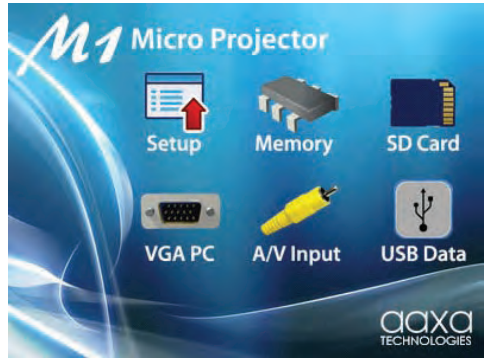 M1 Micro Projector
Setup Memory SD Card
VGA PC A/V Input USB Data
aaxa
TECHNOLOGIES